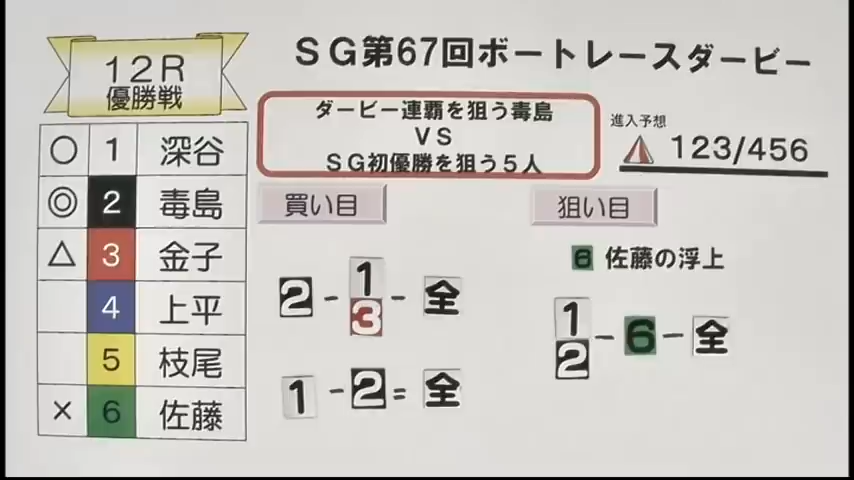 SG第67回ボートレースダービー
12R
優勝戦
ダービー連覇を狙う毒島
VS
SG初優勝を狙う5人
進入予想
123/456
○ 1 深谷
◎ 2 毒島
△ 3 金子
4 上平
5 枝尾
× 6 佐藤
買い目
2-1 3-全
1-2=全
狙い目
6 佐藤の浮上
1 2-6-全